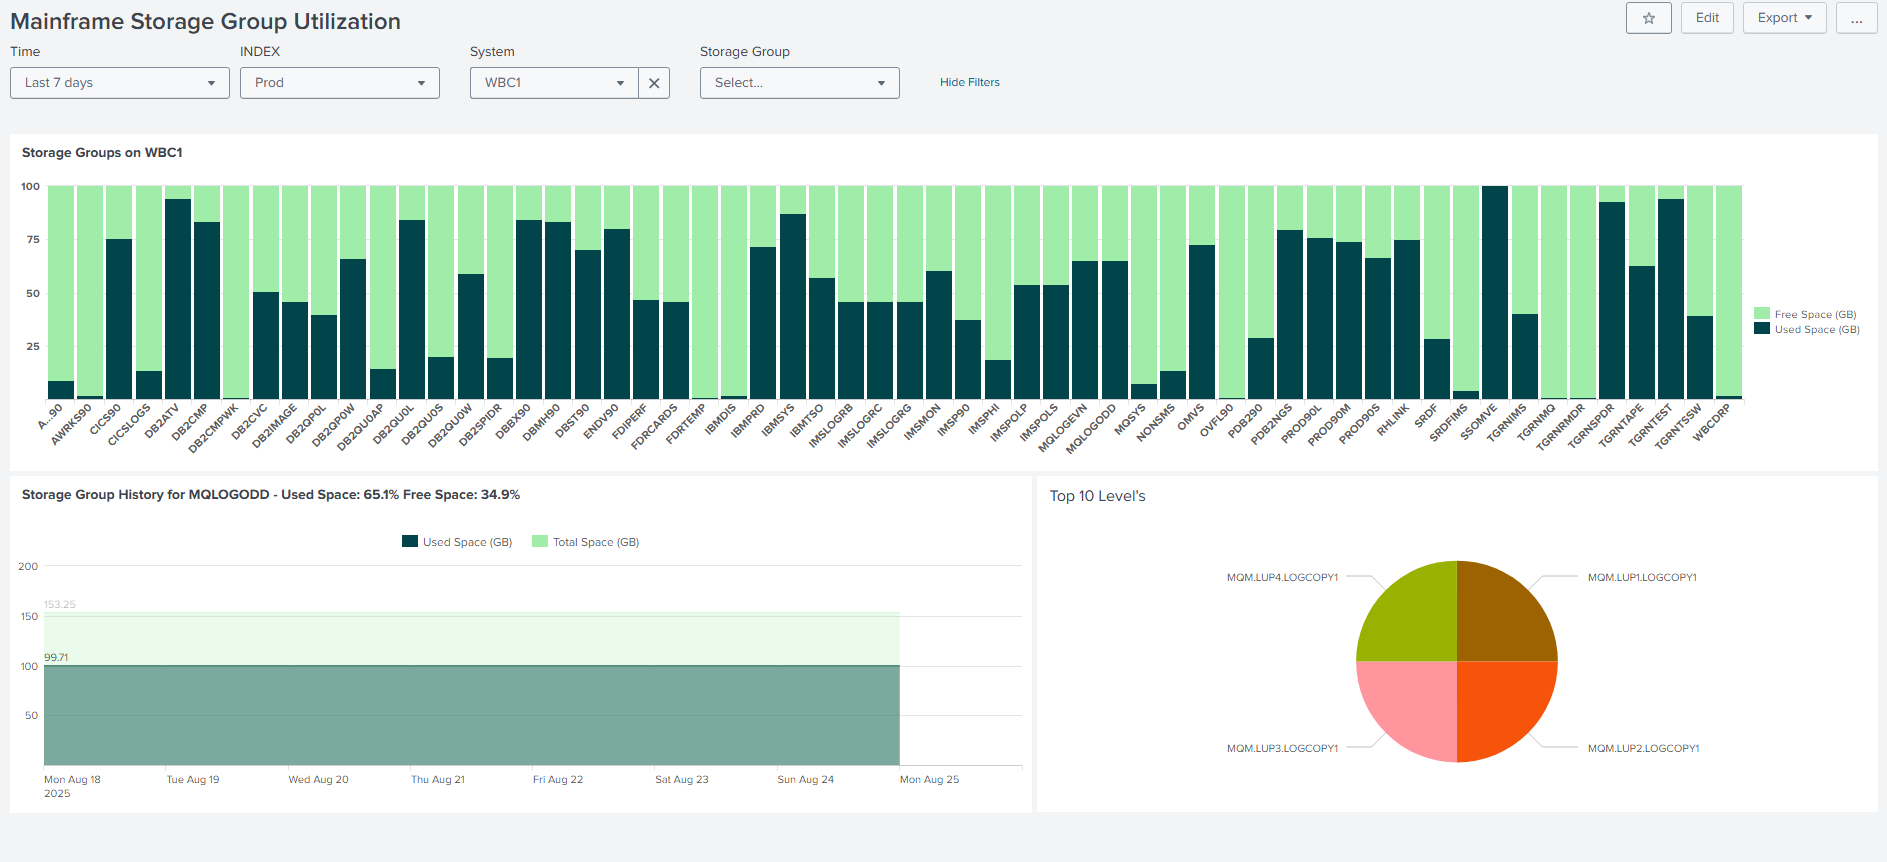 Mainframe Storage Group Utilization
Edit
Export
...
Time
INDEX
System
Storage Group
Last 7 days
Prod
WBC1
Select...
Hide Filters
Storage Groups on WBC1
100
75
50
25
A...90
AWRKS90
CICS90
CICSLOGS
DB2ATV
DB2CMP
DB2CMPWK
DB2CVC
DB2IMAGE
DB2QP0L
DB2QP0W
DB2QU0AP
DB2QU0L
DB2QU0S
DB2QU0W
DB2SPIDR
DBBX90
DBMH90
DBST90
ENDV90
FDIPERF
FDRCARDS
FDRTEMP
IBMDIS
IBMPRD
IBMSYS
IBMTSO
IMSLOGRB
IMSLOGRC
IMSLOGRG
IMSMON
IMSP90
IMSPHI
IMSPOLP
IMSPOLS
MQLOGEVN
MQLOGODD
MQSYS
NONSMS
OMVS
OVFL90
PDB290
PDB2NGS
PROD90L
PROD90M
PROD90S
RHLINK
SRDF
SRDFIMS
SSOMVE
TGRNIMS
TGRNMQ
TGRNRMDR
TGRNSPDR
TGRNTAPE
TGRNTEST
TGRNTSSW
WBCDRP
Free Space (GB)
Used Space (GB)
Storage Group History for MQLOGODD - Used Space: 65.1% Free Space: 34.9%
Used Space (GB)
Total Space (GB)
200
153.25
150
99.71
100
50
Mon Aug 18
2025
Tue Aug 19
Wed Aug 20
Thu Aug 21
Fri Aug 22
Sat Aug 23
Sun Aug 24
Mon Aug 25
Top 10 Level's
MQM.LUP4.LOGCOPY1
MQM.LUP1.LOGCOPY1
MQM.LUP3.LOGCOPY1
MQM.LUP2.LOGCOPY1